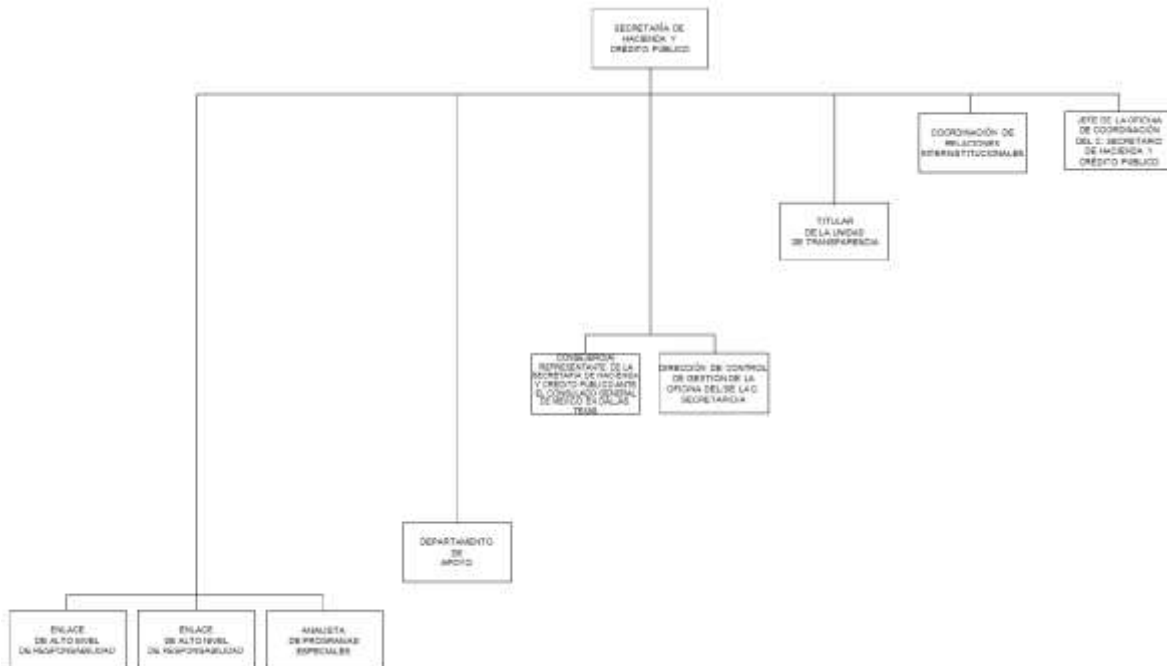 SECRETARÍA DE
HACIENDA Y
CRÉDITO PÚBLICO
COORDINACIÓN DE
RELACIONES
INTERINSTITUCIONALES
JEFE DE LA OFICINA
DE COORDINACIÓN
DEL C. SECRETARIO
DE HACIENDA Y
CRÉDITO PÚBLICO
TITULAR
DE LA UNIDAD
DE TRANSPARENCIA
REPRESENTANTE DE LA
SECRETARÍA DE HACIENDA
Y CRÉDITO PÚBLICO ANTE
EL CONSULADO GENERAL
DE MÉXICO EN DALLAS
TEXAS
DIRECCIÓN DE CONTROL
DE GESTIÓN DE LA
OFICINA DEL/DE LA C.
SECRETARIO/A
DEPARTAMENTO
DE
APOYO
ENLACE
DE ALTO NIVEL
DE RESPONSABILIDAD
ENLACE
DE ALTO NIVEL
DE RESPONSABILIDAD
ANALISTA
DE PROGRAMAS
ESPECIALES